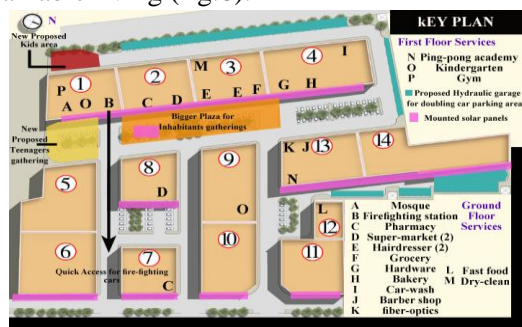 N
kEY PLAN
New Proposed
Kids area
First Floor Services
N Ping-pong academy
O Kindergarten
P Gym
Proposed Hydraulic garage
for doubling car parking area
Mounted solar panels
1
2
3
4
M
I
P
A O B
C D
E E F
G H
Bigger Plaza for
Inhabitants gatherings
New
Proposed
Teenagers
gathering
5
8
D
9
O
K J 13
N
14
6
7
C
10
L
12
11
Quick Access for fire-fighting
cars
A Mosque
B Firefighting station
C Pharmacy
D Super-market (2)
E Hairdresser (2)
F Grocery
G Hardware
H Bakery
I Car-wash
J Barber shop
K fiber-optics
Ground
Floor
Services
L Fast food
M Dry-clean